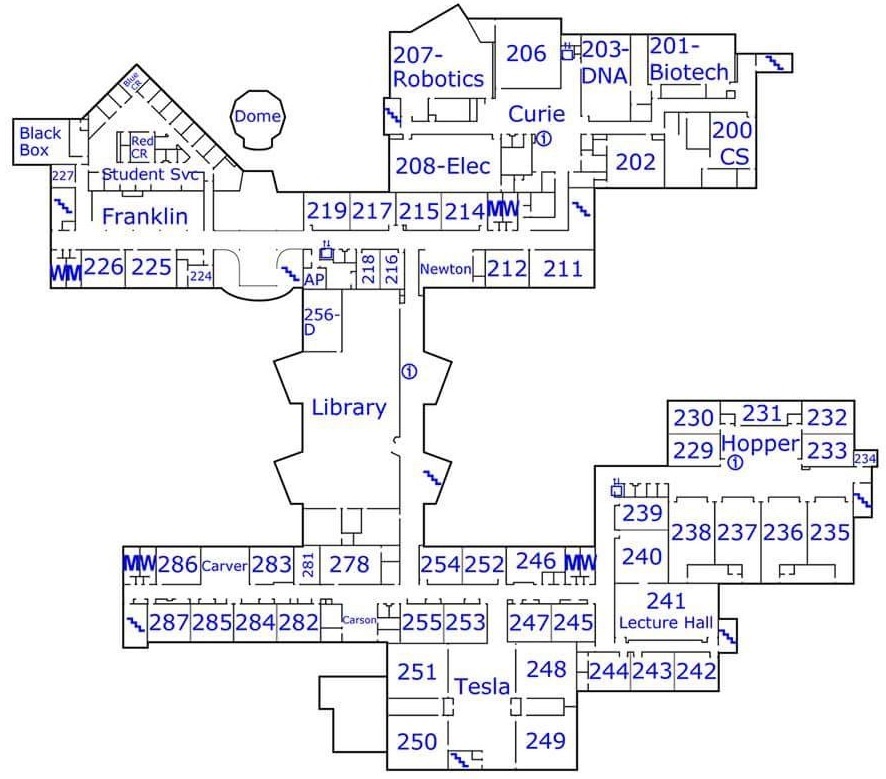 207-
Robotics
206
203-
DNA
201-
Biotech
Blue
CR
Dome
Curie
1
Black
Box
Red
CR
200
CS
208-Elec
202
227
Student Svc
Franklin
219
217
215
214
MW
WM
226
225
224
AP
218
216
Newton
212
211
256-
D
1
Library
230
231
232
229
Hopper
233
1
234
239
238
237
236
235
240
MW
286
Carver
283
281
278
254
252
246
MW
241
Lecture Hall
287
285
284
282
Carson
255
253
247
245
251
Tesla
248
244
243
242
250
249